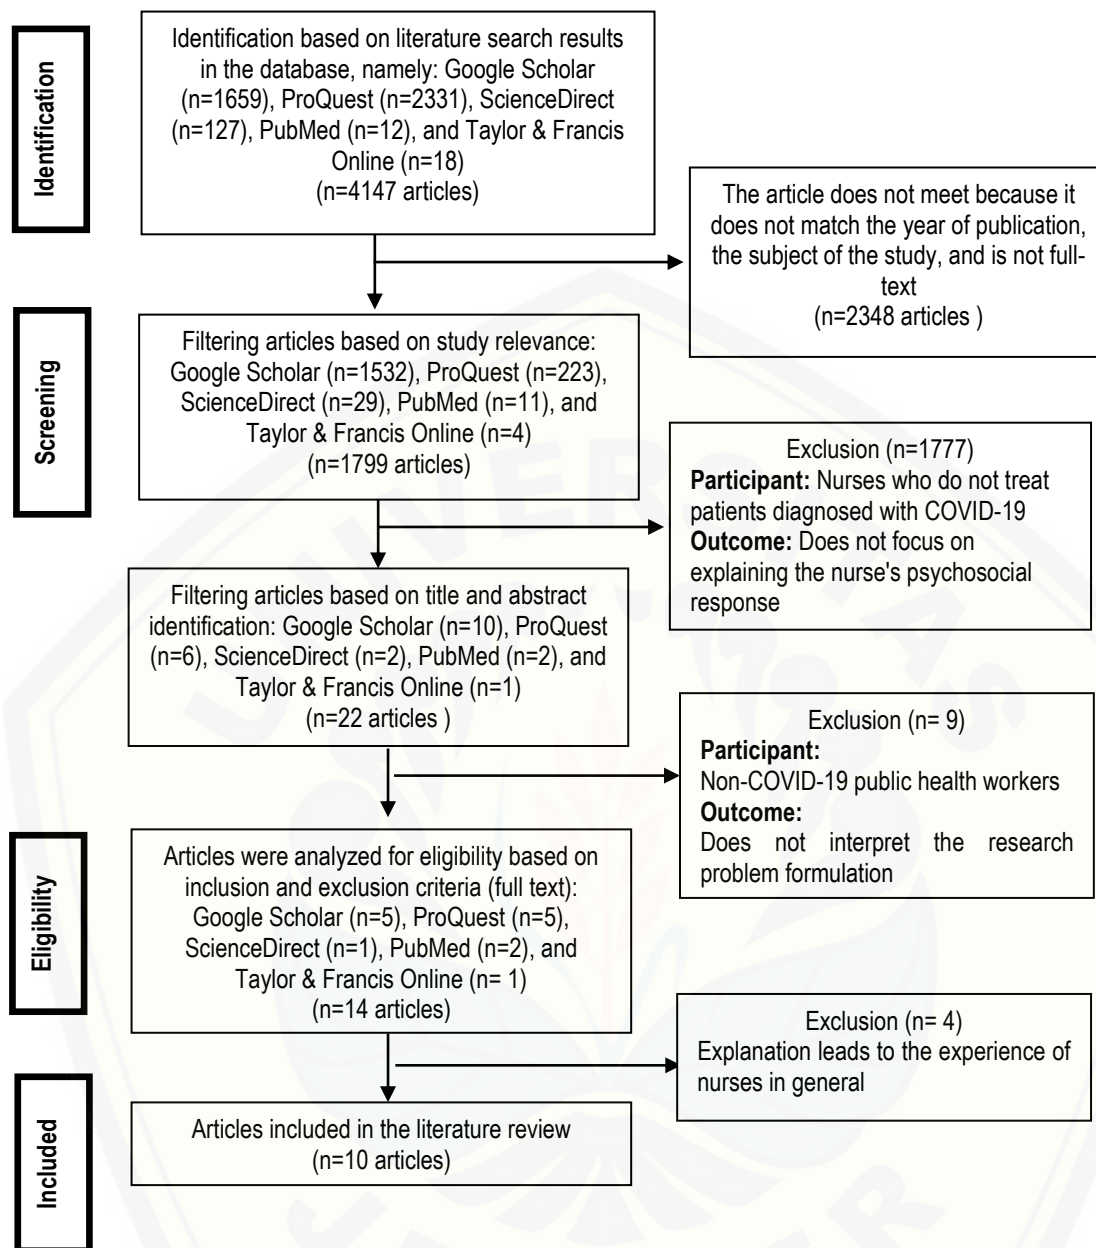 Identification
Identification based on literature search results
in the database, namely: Google Scholar
(n=1659), ProQuest (n=2331), ScienceDirect
(n=127), PubMed (n=12), and Taylor & Francis
Online (n=18)
(n=4147 articles)
The article does not meet because it
does not match the year of publication,
the subject of the study, and is not full-
text
(n=2348 articles )
Screening
Filtering articles based on study relevance:
Google Scholar (n=1532), ProQuest (n=223),
ScienceDirect (n=29), PubMed (n=11), and
Taylor & Francis Online (n=4)
(n=1799 articles)
Exclusion (n=1777)
Participant: Nurses who do not treat
patients diagnosed with COVID-19
Outcome: Does not focus on
explaining the nurse's psychosocial
response
Filtering articles based on title and abstract
identification: Google Scholar (n=10), ProQuest
(n=6), ScienceDirect (n=2), PubMed (n=2), and
Taylor & Francis Online (n=1)
(n=22 articles )
Exclusion (n= 9)
Participant:
Non-COVID-19 public health workers
Outcome:
Does not interpret the research
problem formulation
Eligibility
Articles were analyzed for eligibility based on
inclusion and exclusion criteria (full text):
Google Scholar (n=5), ProQuest (n=5),
ScienceDirect (n=1), PubMed (n=2), and
Taylor & Francis Online (n= 1)
(n=14 articles)
Exclusion (n= 4)
Explanation leads to the experience of
nurses in general
Included
Articles included in the literature review
(n=10 articles)